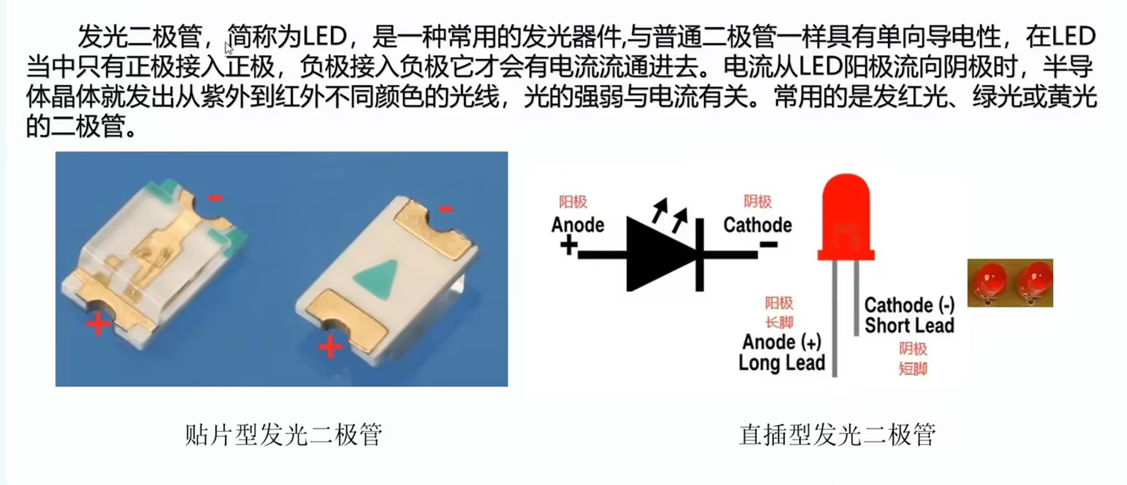 发光二极管，简称为LED，是一种常用的发光器件,与普通二极管一样具有单向导电性，在LED
当中只有正极接入正极，负极接入负极它才会有电流流通进去。电流从LED阳极流向阴极时，半导
体晶体就发出从紫外到红外不同颜色的光线，光的强弱与电流有关。常用的是发红光、绿光或黄光
的二极管。
-
+
-
+
阳极
Anode
+
阴极
Cathode
-
阳极
长脚
Anode (+)
Long Lead
Cathode (-)
Short Lead
阴极
短脚
贴片型发光二极管
直插型发光二极管